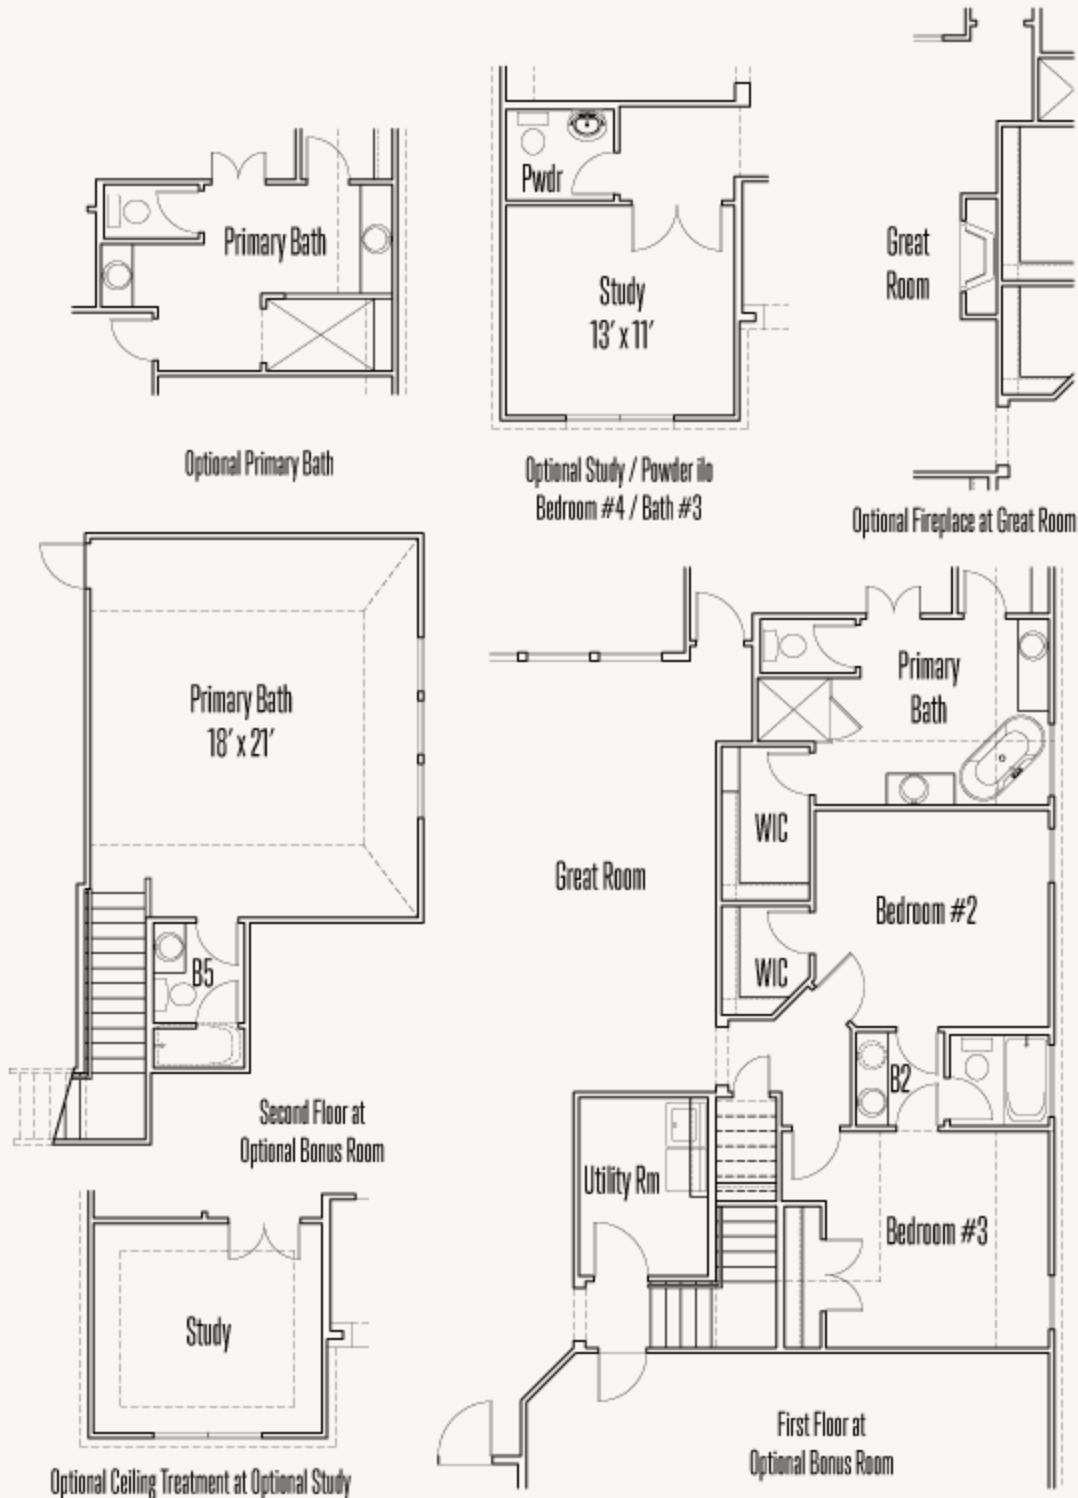 Primary Bath
Optional Primary Bath
Pwdr
Study
13' x 11'
Optional Study / Powder ilo
Bedroom #4 / Bath #3
Great
Room
Optional Fireplace at Great Room
Primary Bath
18' x 21'
B5
Second Floor at
Optional Bonus Room
Study
Optional Ceiling Treatment at Optional Study
Primary
Bath
WIC
Great Room
Bedroom #2
WIC
B2
Utility Rm
Bedroom #3
First Floor at
Optional Bonus Room